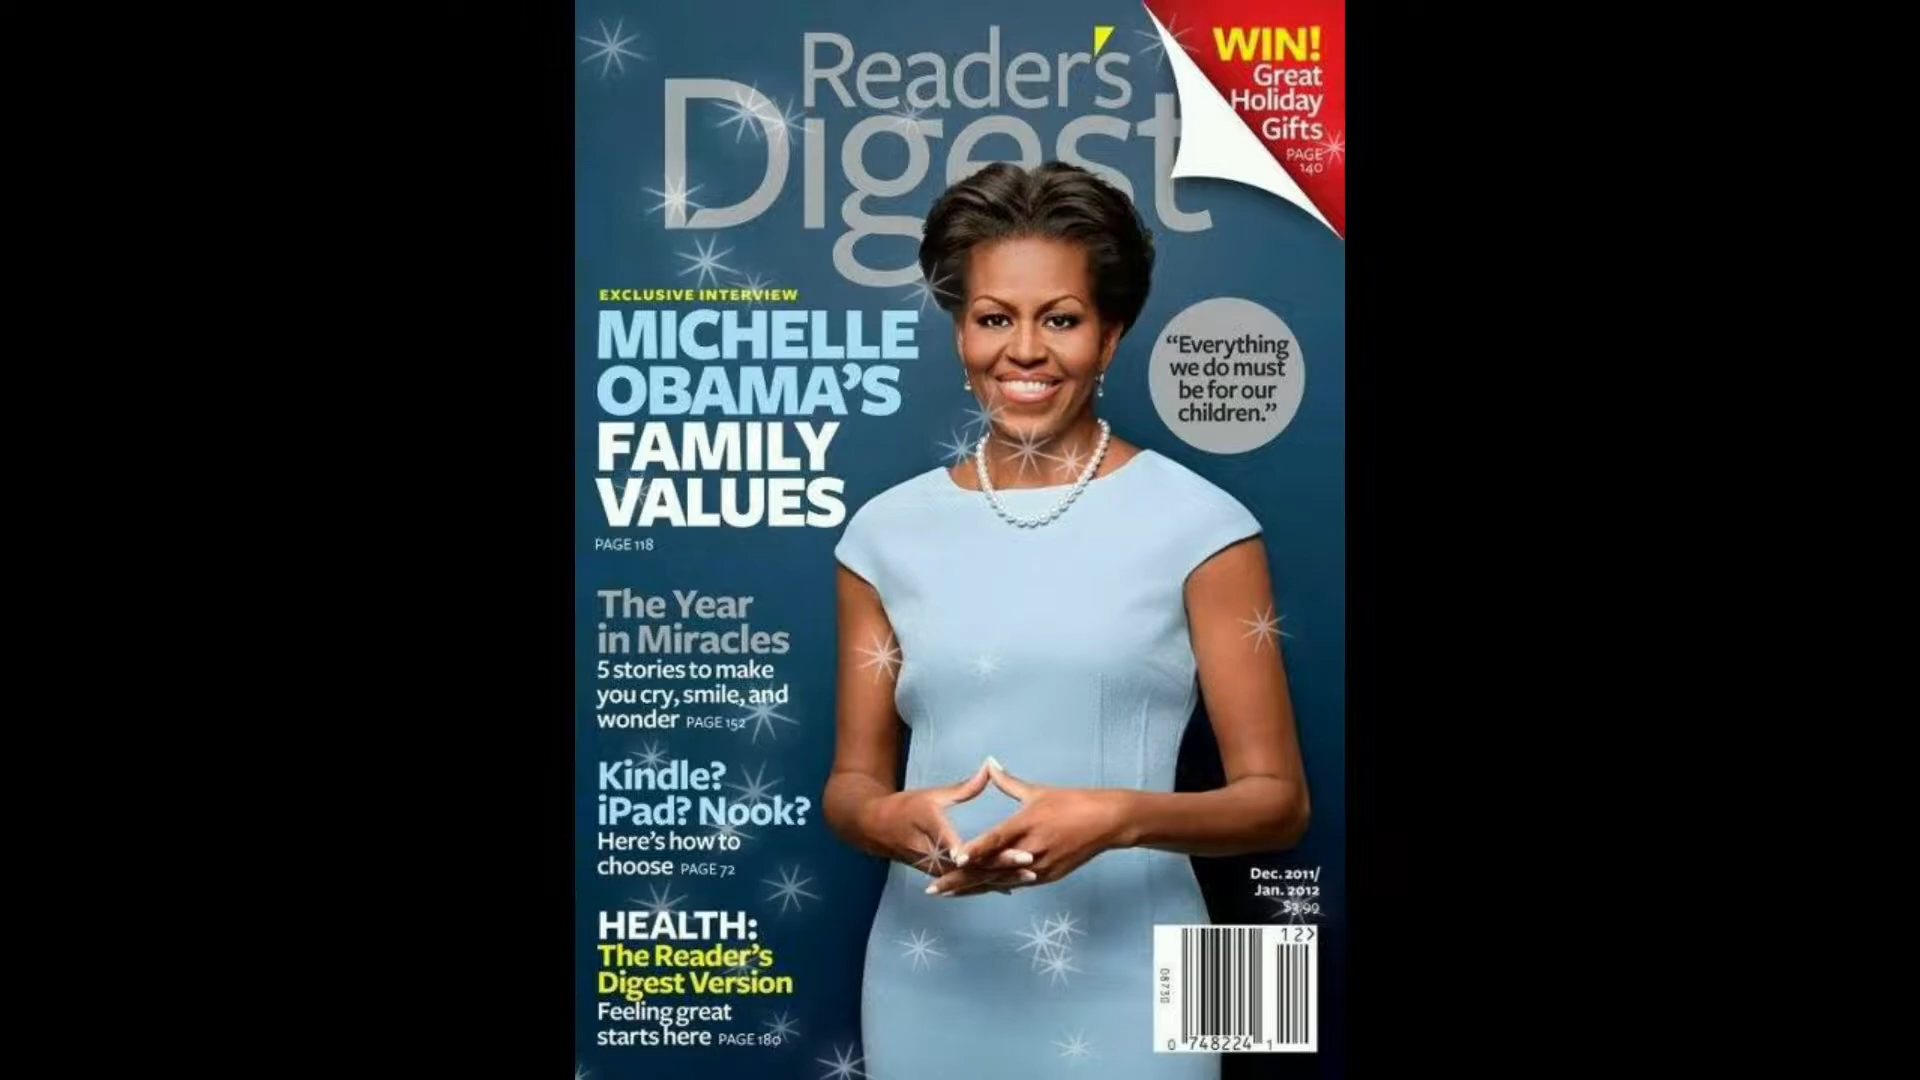 Reader's
Digest
WIN!
Great
Holiday
Gifts
PAGE
140
EXCLUSIVE INTERVIEW
MICHELLE
OBAMA'S
FAMILY
VALUES
PAGE 118
“Everything
we do must
be for our
children.”
The Year
in Miracles
5 stories to make
you cry, smile, and
wonder PAGE 152
Kindle?
iPad? Nook?
Here's how to
choose PAGE 72
HEALTH:
The Reader's
Digest Version
Feeling great
starts here PAGE 180
Dec. 2011/
Jan. 2012
$3.99
12>
08730
0 748224 1